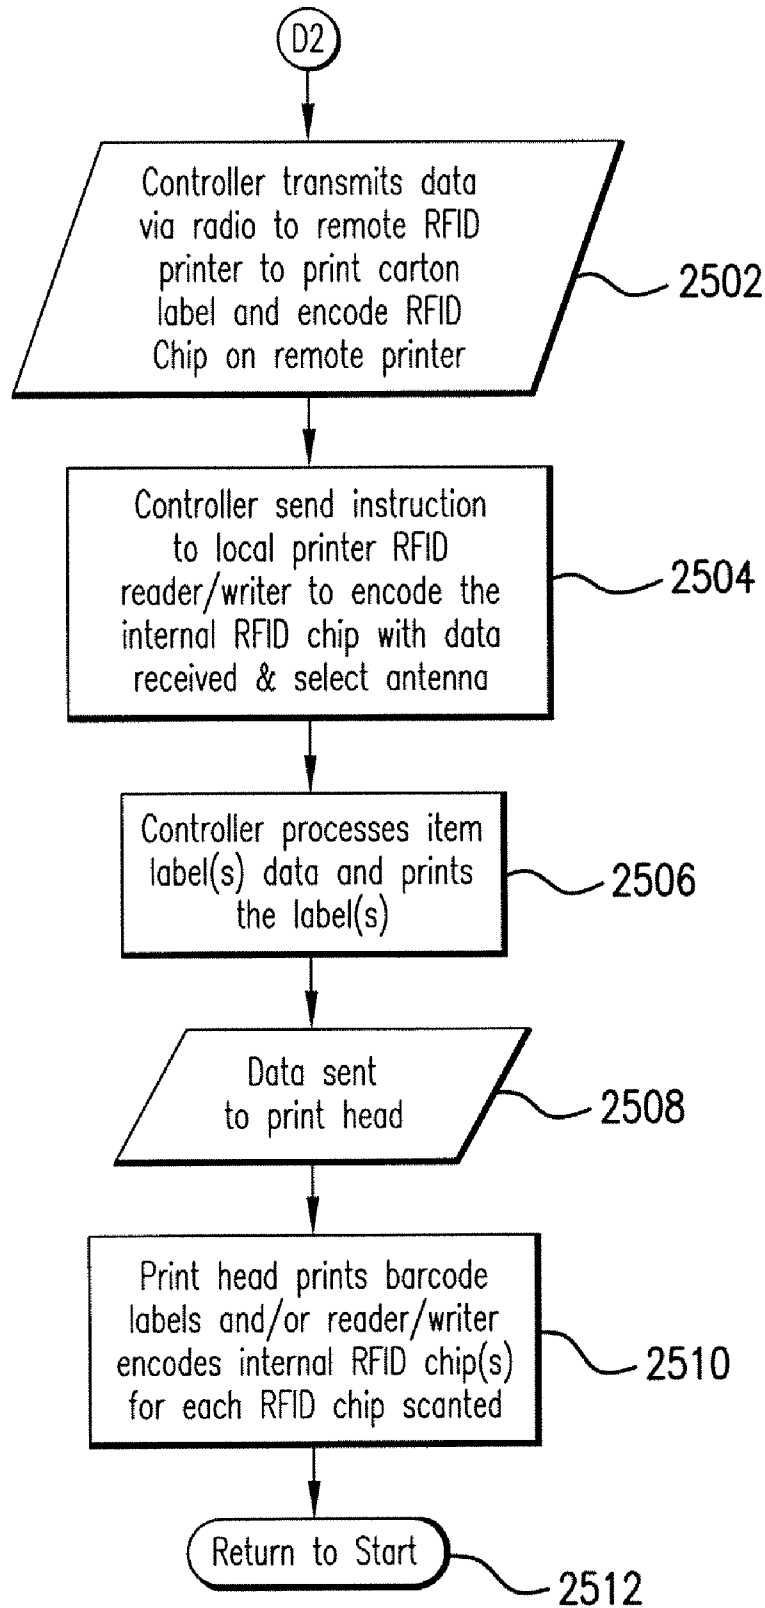 D2
Controller transmits data
via radio to remote RFID
printer to print carton
label and encode RFID
Chip on remote printer
2502
Controller send instruction
to local printer RFID
reader/writer to encode the
internal RFID chip with data
received & select antenna
2504
Controller processes item
label(s) data and prints
the label(s)
2506
Data sent
to print head
2508
Print head prints barcode
labels and/or reader/writer
encodes internal RFID chip(s)
for each RFID chip scanted
2510
Return to Start
2512